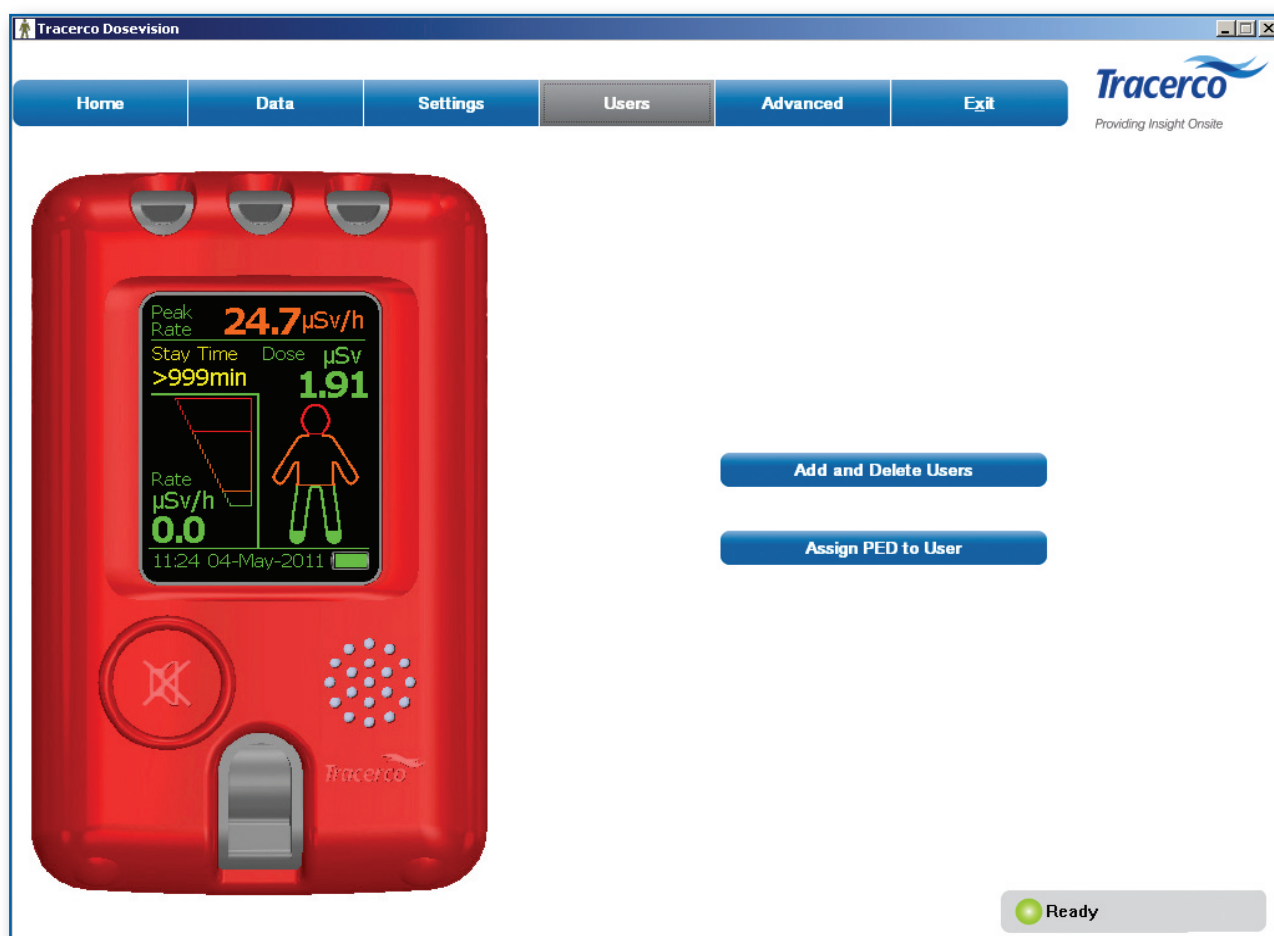 Tracerco Dosevision
Home Data Settings Users Advanced Exit
Tracerco
Providing Insight Onsite
Peak Rate 24.7 µSv/h
Stay Time Dose µSv
>999min 1.91
Rate
µSv/h
0.0
11:24 04-May-2011
Tracerco
Add and Delete Users
Assign PED to User
Ready